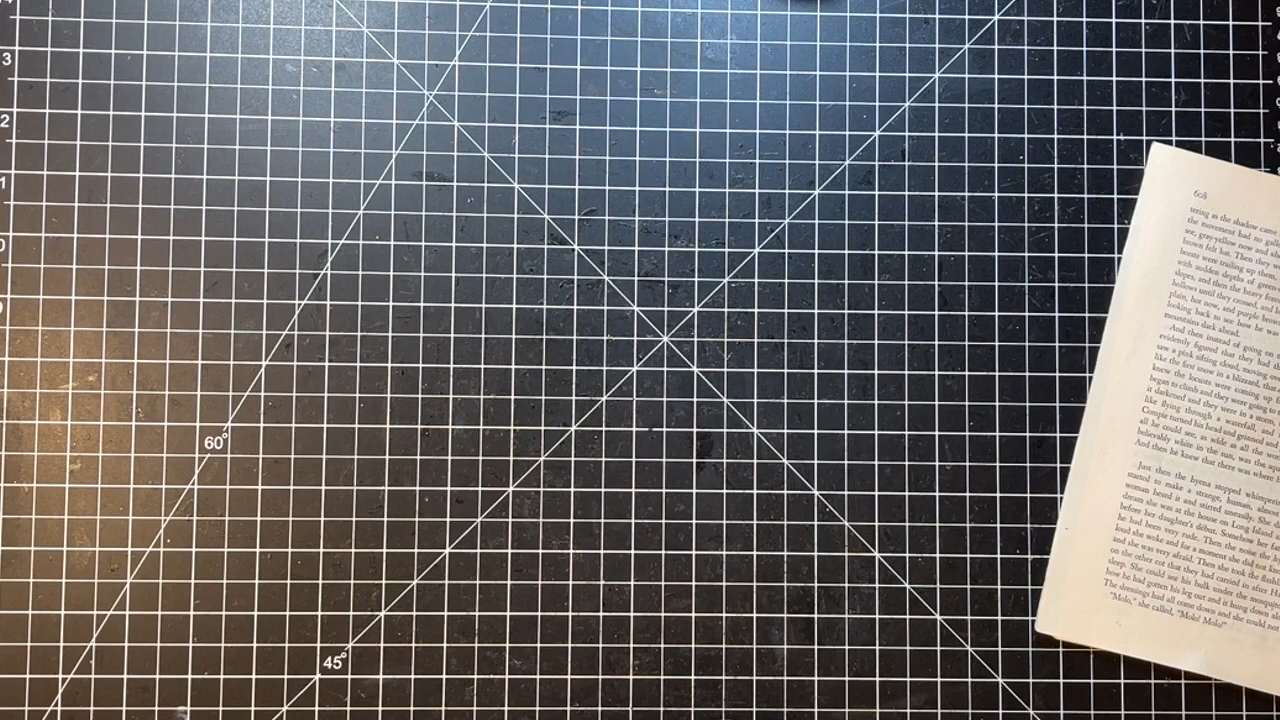 3
2
1
0
60°
45°
608
tering as the shadow came
the movement had no
see, gray-yellow now and
brown felt hat. Then they
boosts were trailing up them
with sudden depths of green
slopes, and then the heavy
hollows until they crossed, and
plain, hot now, and purple brown
looking back to see how he was
mountains dark ahead.
And then instead of going on
evidently figured that they had
saw a pink sifting cloud, moving
like the first snow in a blizzard, that
knew the locusts were coming up
began to climb and they were going to
it darkened and they were in a storm,
like flying through a waterfall, and
Compie turned his head and grinned and
all he could see, as wide as all the
believably white in the sun, was the
And then he knew that there was where
Just then the hyena stopped
started to make a strange, human, almost
woman heard it and stirred uneasily. She
dream she was at the house on Long Island
before her daughter's début. Somehow her
he had been very rude. Then the noise the
loud she woke and for a moment she did not
and she was very afraid. Then she took the
on the other cot that they had carried in after
sleep. She could see his bulk under the
how he had gotten his leg out and it hung down
The dressings had all come down and she could not
"Molo," she called, "Molo! Molo!"